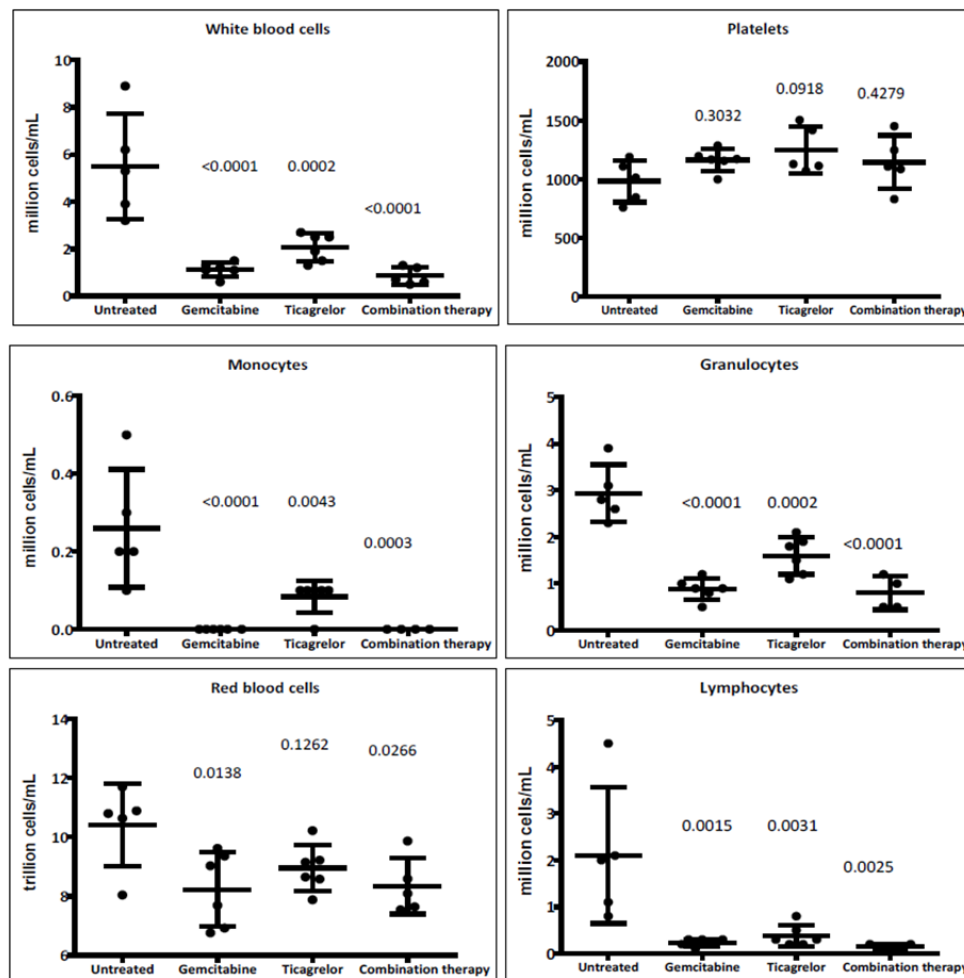 White blood cells
million cells/mL
10
8
6
4
2
0
<0.0001
0.0002
<0.0001
Untreated Gemcitabine Ticagrelor Combination therapy
Platelets
million cells/mL
2000
1500
1000
500
0
0.3032
0.0918
0.4279
Untreated Gemcitabine Ticagrelor Combination therapy
Monocytes
million cells/mL
0.6
0.4
0.2
0.0
<0.0001
0.0043
0.0003
Untreated Gemcitabine Ticagrelor Combination therapy
Granulocytes
million cells/mL
5
4
3
2
1
0
<0.0001
0.0002
<0.0001
Untreated Gemcitabine Ticagrelor Combination therapy
Red blood cells
trillion cells/mL
14
12
10
8
6
0.0138
0.1262
0.0266
Untreated Gemcitabine Ticagrelor Combination therapy
Lymphocytes
million cells/mL
5
4
3
2
1
0
0.0015
0.0031
0.0025
Untreated Gemcitabine Ticagrelor Combination therapy